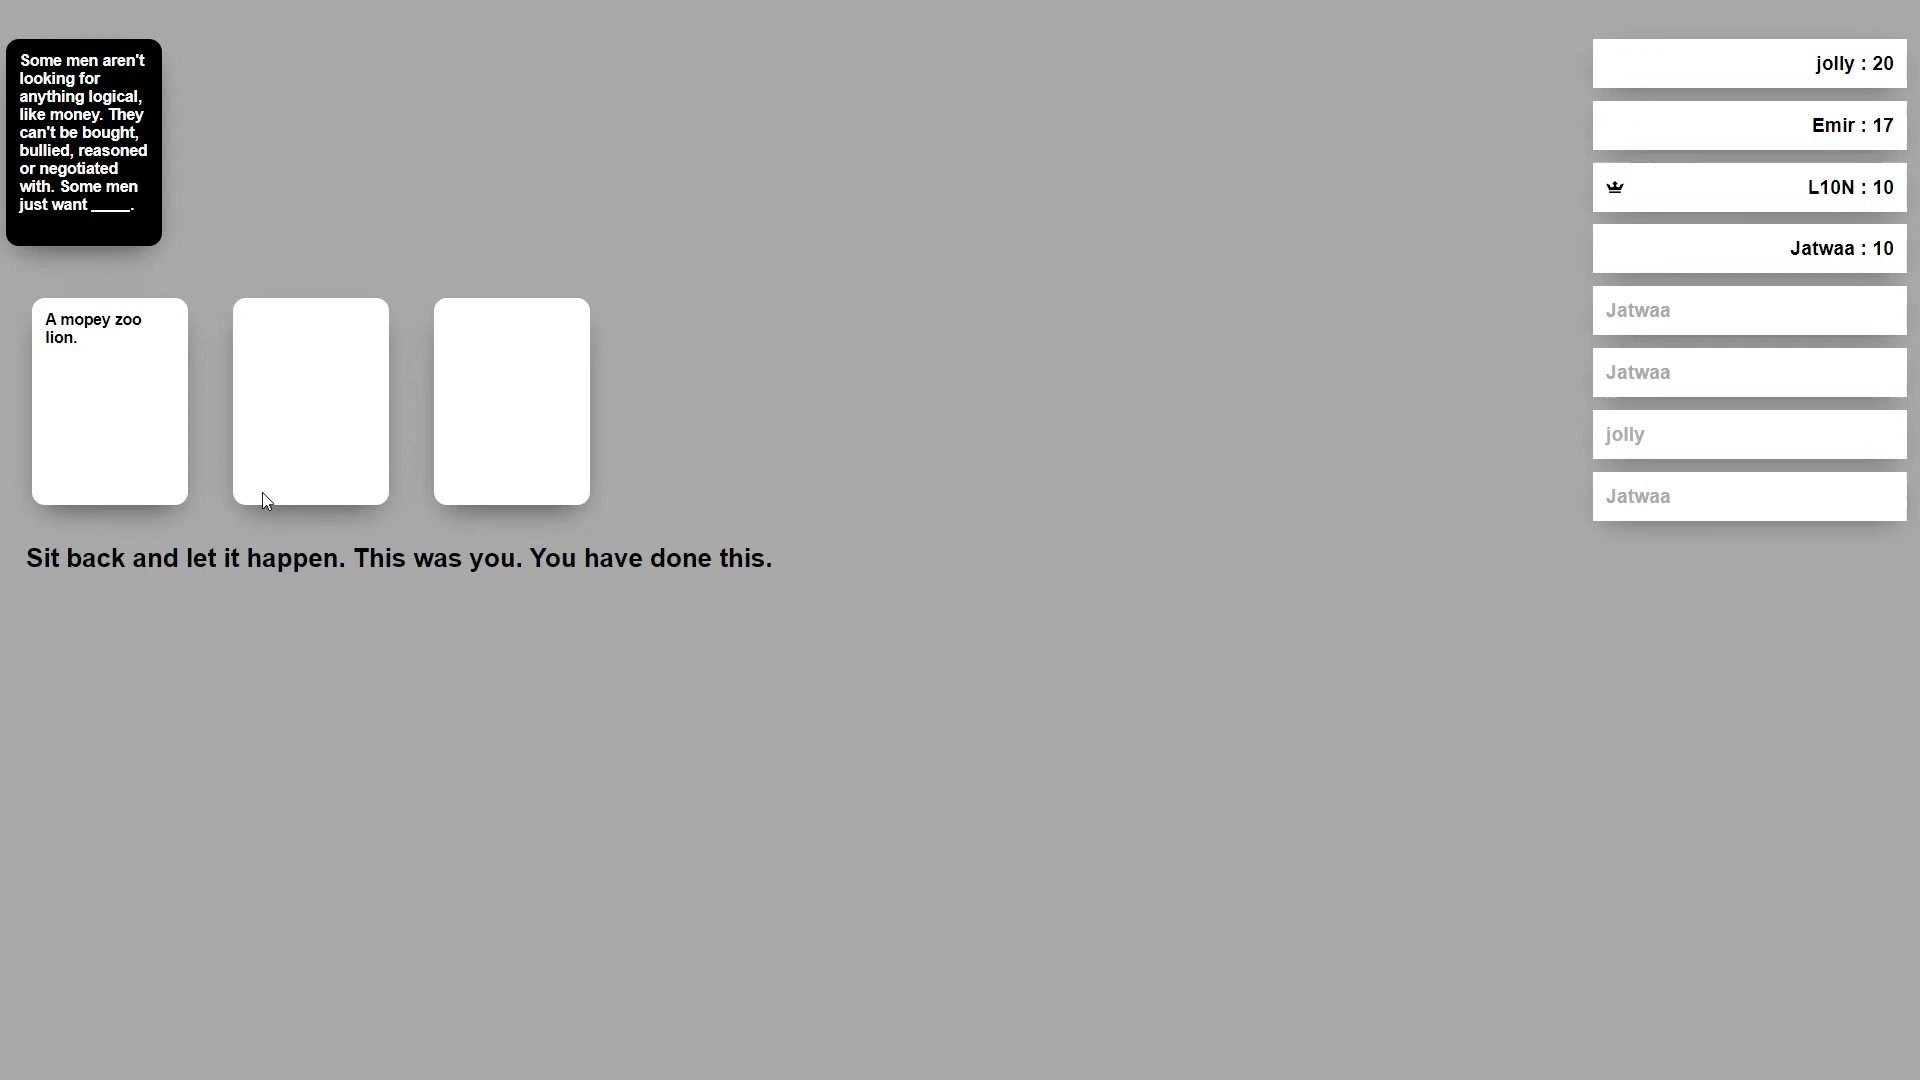 Some men aren't
looking for
anything logical,
like money. They
can't be bought,
bullied, reasoned
or negotiated
with. Some men
just want _____.
A mopey zoo
lion.
Sit back and let it happen. This was you. You have done this.
jolly : 20
Emir : 17
L10N : 10
Jatwaa : 10
Jatwaa
Jatwaa
jolly
Jatwaa